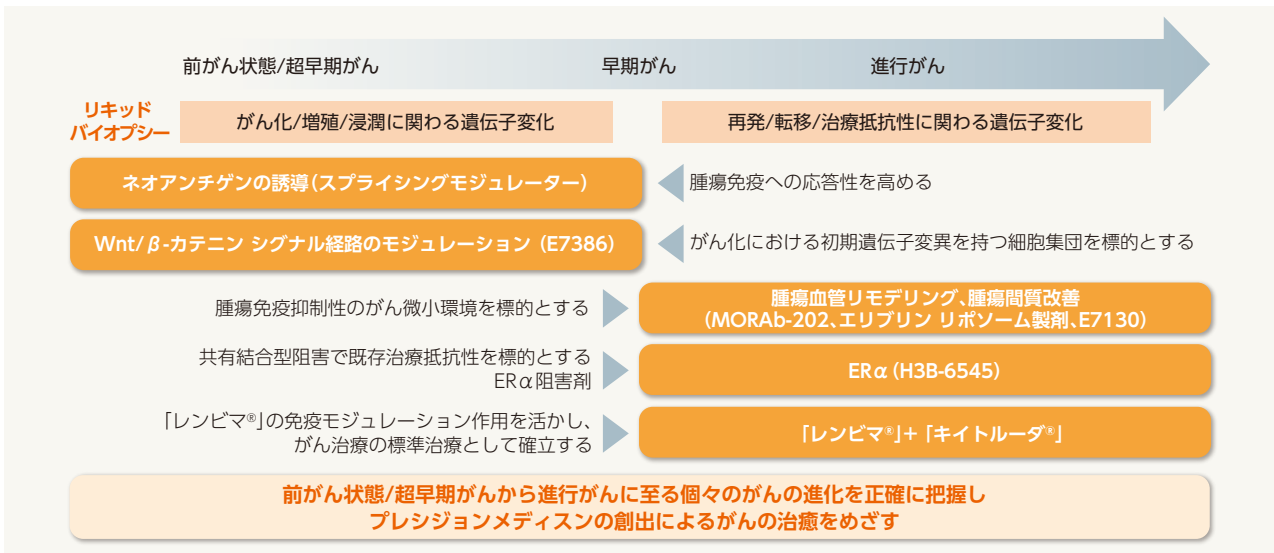 前がん状態/超早期がん
早期がん
進行がん
リキッド
バイオプシー
がん化/増殖/浸潤に関わる遺伝子変化
再発/転移/治療抵抗性に関わる遺伝子変化
ネオアンチゲンの誘導(スプライシングモジュレーター)
腫瘍免疫への応答性を高める
Wnt/β-カテニン シグナル経路のモジュレーション (E7386)
がん化における初期遺伝子変異を持つ細胞集団を標的とする
腫瘍免疫抑制性のがん微小環境を標的とする
腫瘍血管リモデリング、腫瘍間質改善
(MORAb-202、エリブリン リポソーム製剤、E7130)
共有結合型阻害で既存治療抵抗性を標的とする
ERα阻害剤
ERα(H3B-6545)
「レンビマ®」の免疫モジュレーション作用を活かし、
がん治療の標準治療として確立する
「レンビマ®」+「キイトルーダ®」
前がん状態/超早期がんから進行がんに至る個々のがんの進化を正確に把握し
プレシジョンメディスンの創出によるがんの治癒をめざす